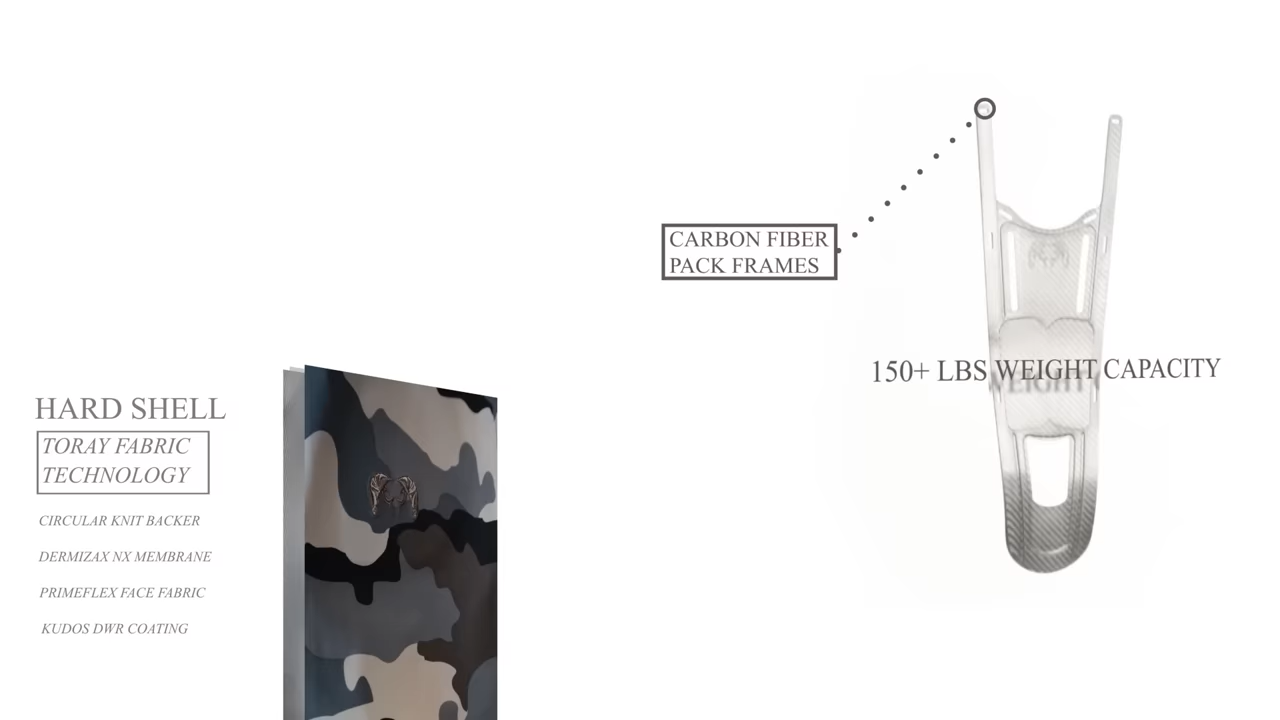 HARD SHELL
TORAY FABRIC
TECHNOLOGY
CIRCULAR KNIT BACKER
DERMIZAX NX MEMBRANE
PRIMEFLEX FACE FABRIC
KUDOS DWR COATING
CARBON FIBER
PACK FRAMES
150+ LBS WEIGHT CAPACITY